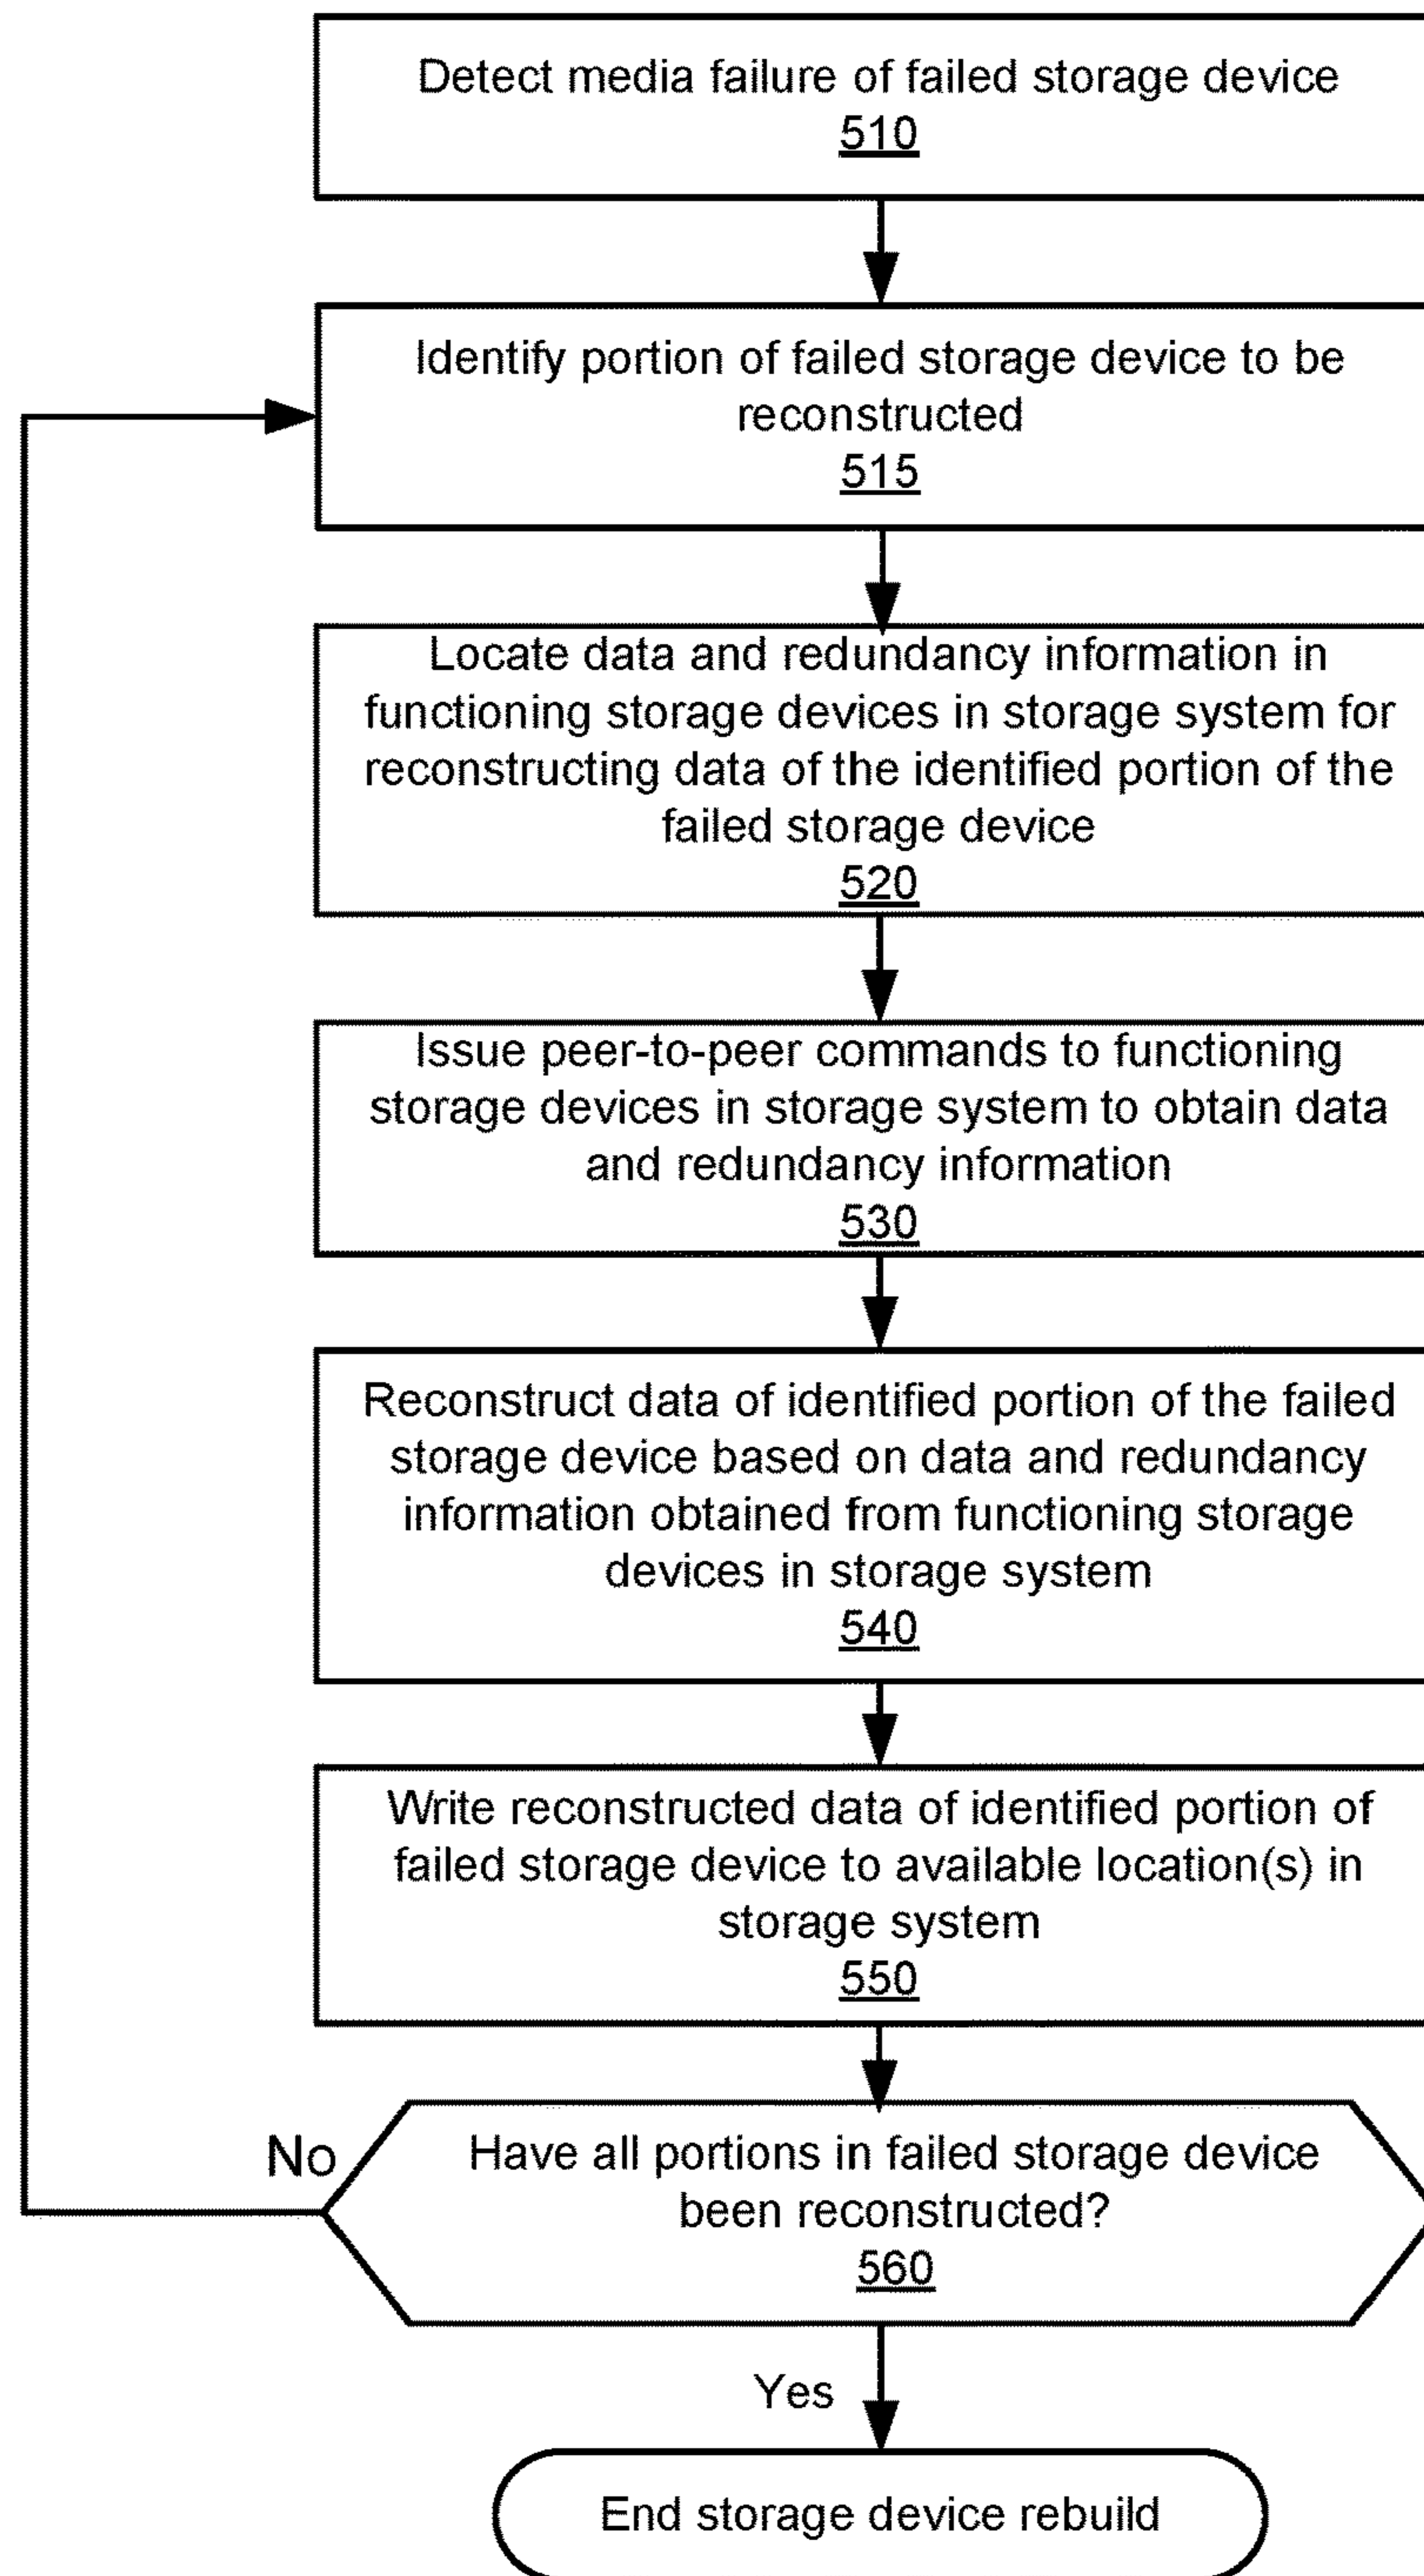 Detect media failure of failed storage device
510
Identify portion of failed storage device to be
reconstructed
515
Locate data and redundancy information in
functioning storage devices in storage system for
reconstructing data of the identified portion of the
failed storage device
520
Issue peer-to-peer commands to functioning
storage devices in storage system to obtain data
and redundancy information
530
Reconstruct data of identified portion of the failed
storage device based on data and redundancy
information obtained from functioning storage
devices in storage system
540
Write reconstructed data of identified portion of
failed storage device to available location(s) in
storage system
550
No
Have all portions in failed storage device
been reconstructed?
560
Yes
End storage device rebuild